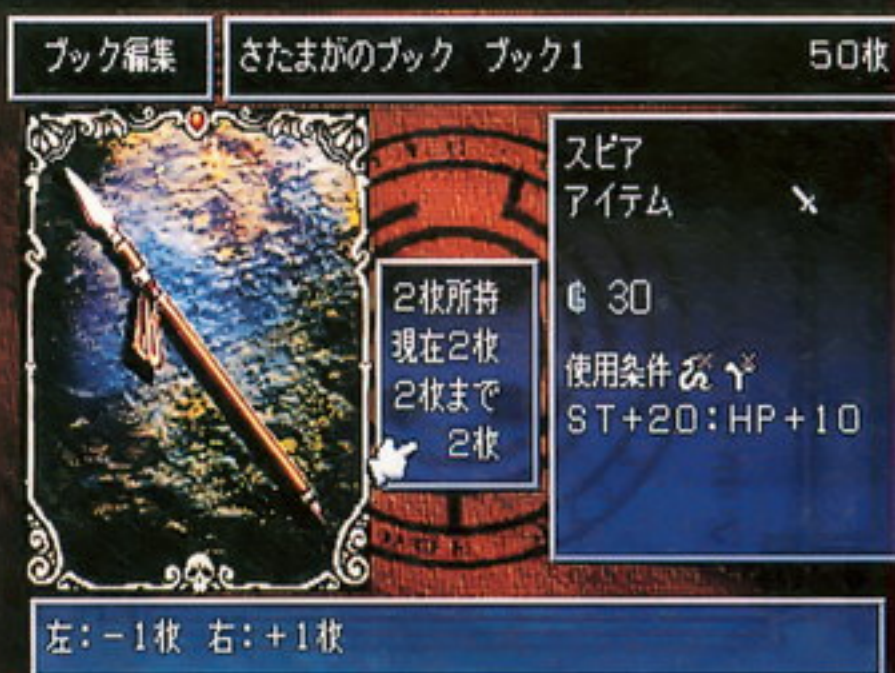 ブック編集
さたまがのブック ブック1 50枚
スピア
アイテム
G 30
使用条件
ST+20:HP+10
2枚所持
現在2枚
2枚まで
2枚
左:-1枚 右:+1枚